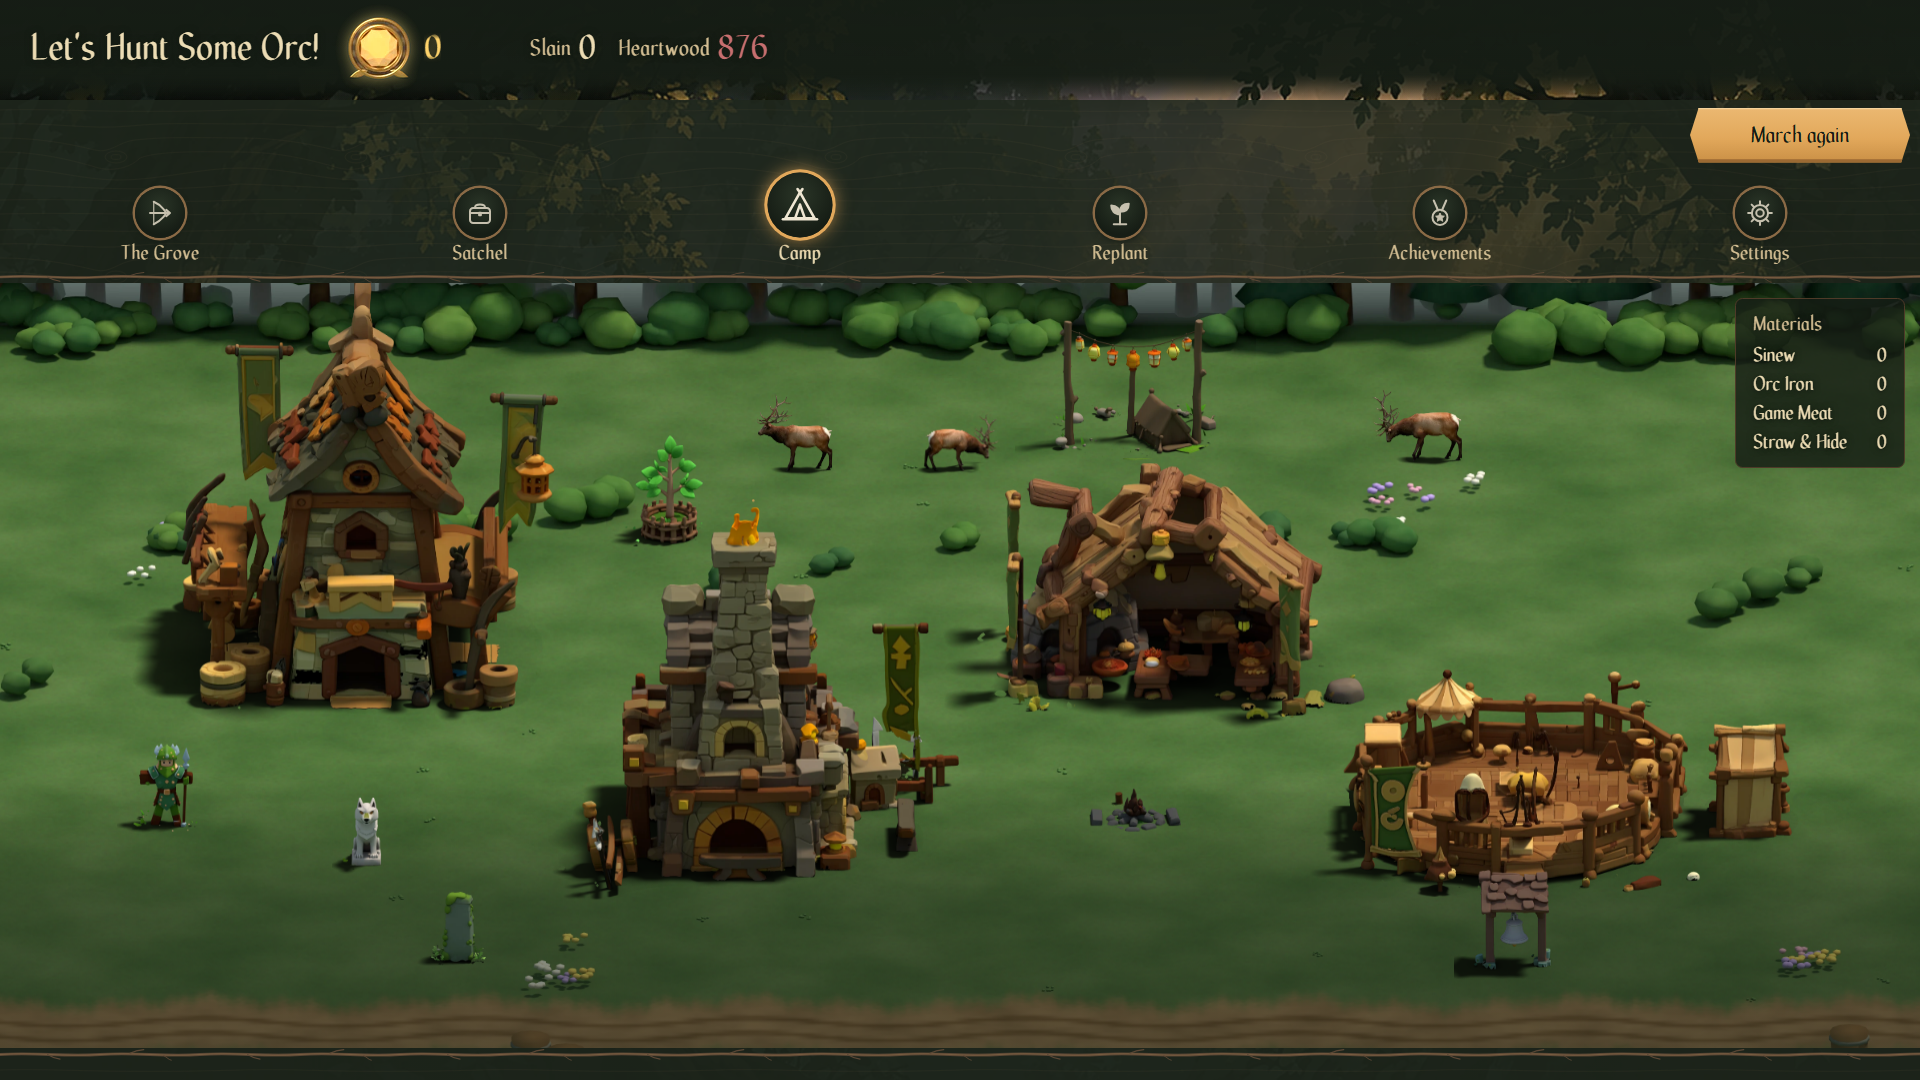 Let's Hunt Some Orc!
0
Slain 0
Heartwood 876
March again
The Grove
Satchel
Camp
Replant
Achievements
Settings
Materials
Sinew 0
Orc Iron 0
Game Meat 0
Straw & Hide 0